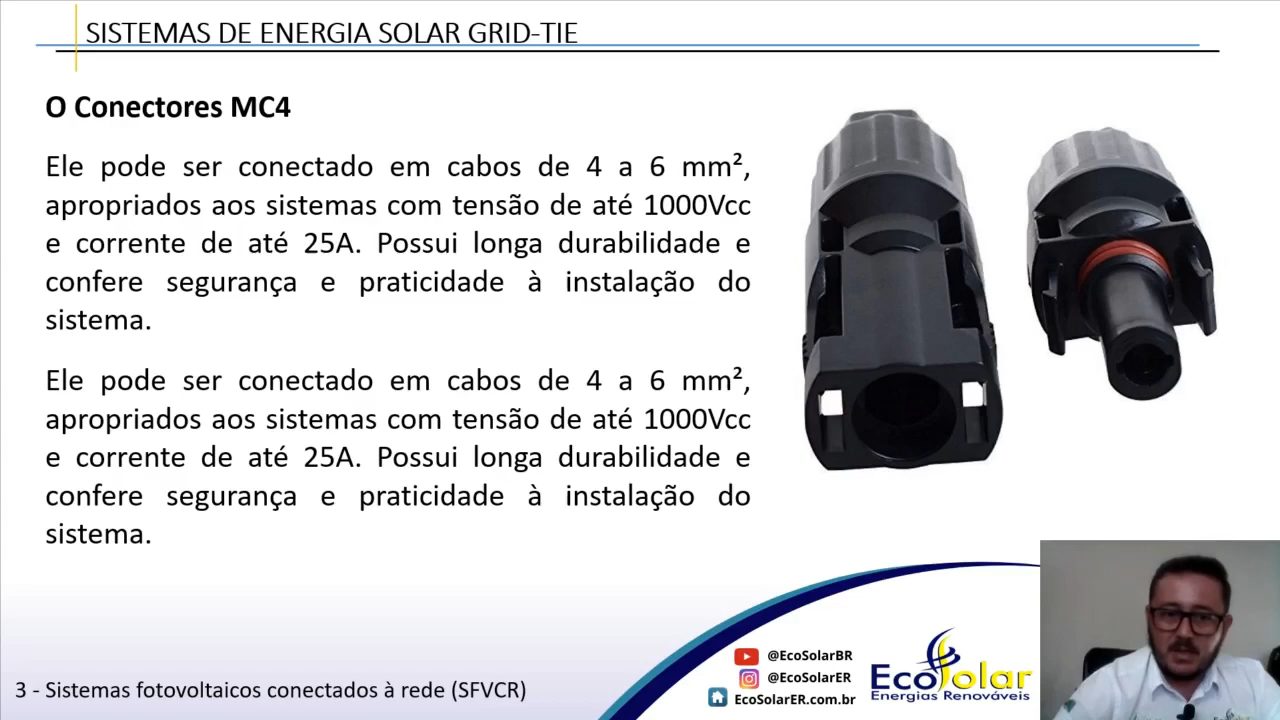 SISTEMAS DE ENERGIA SOLAR GRID-TIE
O Conectores MC4
Ele pode ser conectado em cabos de 4 a 6 mm²,
apropriados aos sistemas com tensão de até 1000Vcc
e corrente de até 25A. Possui longa durabilidade e
confere segurança e praticidade à instalação do
sistema.
Ele pode ser conectado em cabos de 4 a 6 mm²,
apropriados aos sistemas com tensão de até 1000Vcc
e corrente de até 25A. Possui longa durabilidade e
confere segurança e praticidade à instalação do
sistema.
@EcoSolarBR
@EcoSolarER
EcoSolarER.com.br
EcoSolar
Energias Renováveis
3 - Sistemas fotovoltaicos conectados à rede (SFVCR)